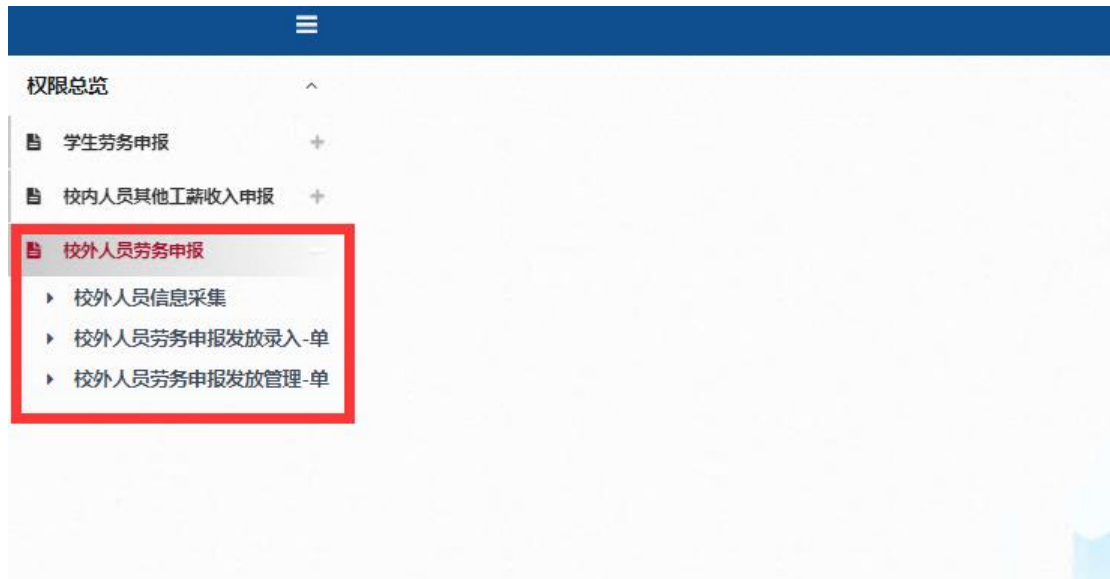 权限总览
学生劳务申报
校内人员其他工薪收入申报
校外人员劳务申报
校外人员信息采集
校外人员劳务申报发放录入-单
校外人员劳务申报发放管理-单